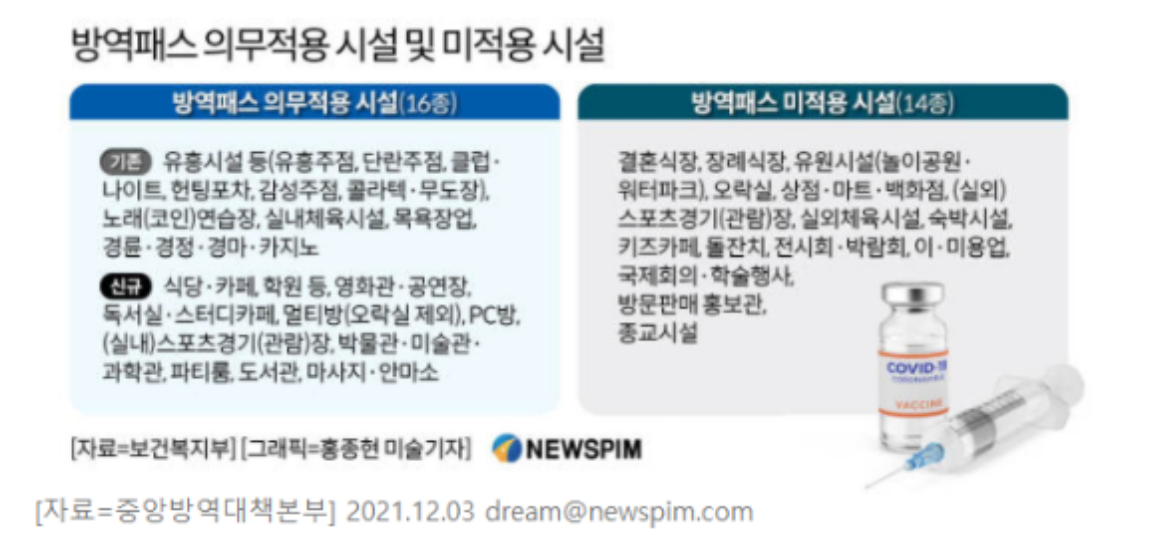 방역패스 의무적용 시설 및 미적용 시설
방역패스 의무적용 시설(16종)
기존 유흥시설 등(유흥주점, 단란주점, 클럽·
나이트, 헌팅포차, 감성주점, 콜라텍·무도장),
노래(코인)연습장, 실내체육시설, 목욕장업,
경륜·경정·경마·카지노
신규 식당·카페, 학원 등, 영화관·공연장,
독서실·스터디카페, 멀티방(오락실 제외), PC방,
(실내)스포츠경기(관람)장, 박물관·미술관·
과학관, 파티룸, 도서관, 마사지·안마소
방역패스 미적용 시설(14종)
결혼식장, 장례식장, 유원시설(놀이공원·
워터파크), 오락실, 상점·마트·백화점, (실외)
스포츠경기(관람)장, 실외체육시설, 숙박시설,
키즈카페, 돌잔치, 전시회·박람회, 이·미용업,
국제회의·학술행사,
방문판매 홍보관,
종교시설
COVID-19
CORONAVIRUS
VACCINE
[자료=보건복지부] [그래픽=홍종현 미술기자] NEWSPIM
[자료=중앙방역대책본부] 2021.12.03 dream@newspim.com